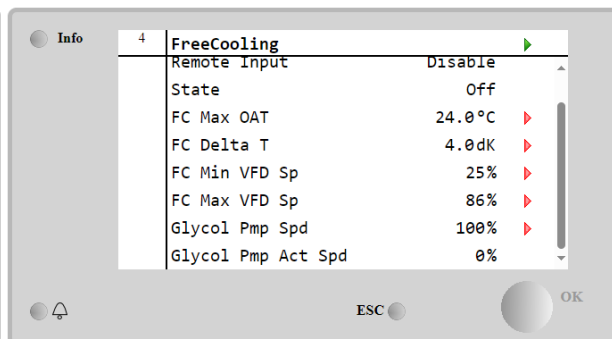 Info
4 FreeCooling
Remote Input Disable
State Off
FC Max OAT 24.0°C
FC Delta T 4.0dK
FC Min VFD Sp 25%
FC Max VFD Sp 86%
Glycol Pmp Spd 100%
Glycol Pmp Act Spd 0%
ESC
OK